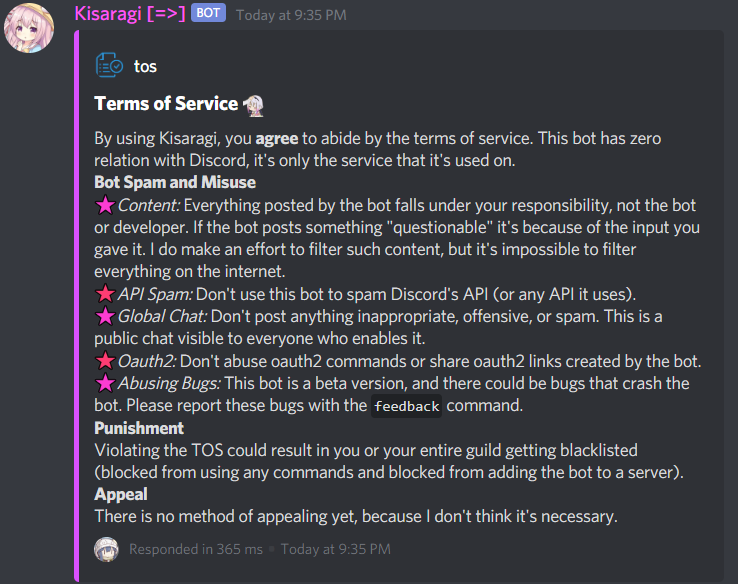 Kisaragi [=>] BOT Today at 9:35 PM
tos
Terms of Service
By using Kisaragi, you agree to abide by the terms of service. This bot has zero
relation with Discord, it's only the service that it's used on.
Bot Spam and Misuse
Content: Everything posted by the bot falls under your responsibility, not the bot
or developer. If the bot posts something "questionable" it's because of the input you
gave it. I do make an effort to filter such content, but it's impossible to filter
everything on the internet.
API Spam: Don't use this bot to spam Discord's API (or any API it uses).
Global Chat: Don't post anything inappropriate, offensive, or spam. This is a
public chat visible to everyone who enables it.
Oauth2: Don't abuse oauth2 commands or share oauth2 links created by the bot.
Abusing Bugs: This bot is a beta version, and there could be bugs that crash the
bot. Please report these bugs with the feedback command.
Punishment
Violating the TOS could result in you or your entire guild getting blacklisted
(blocked from using any commands and blocked from adding the bot to a server).
Appeal
There is no method of appealing yet, because I don't think it's necessary.
Responded in 365 ms • Today at 9:35 PM